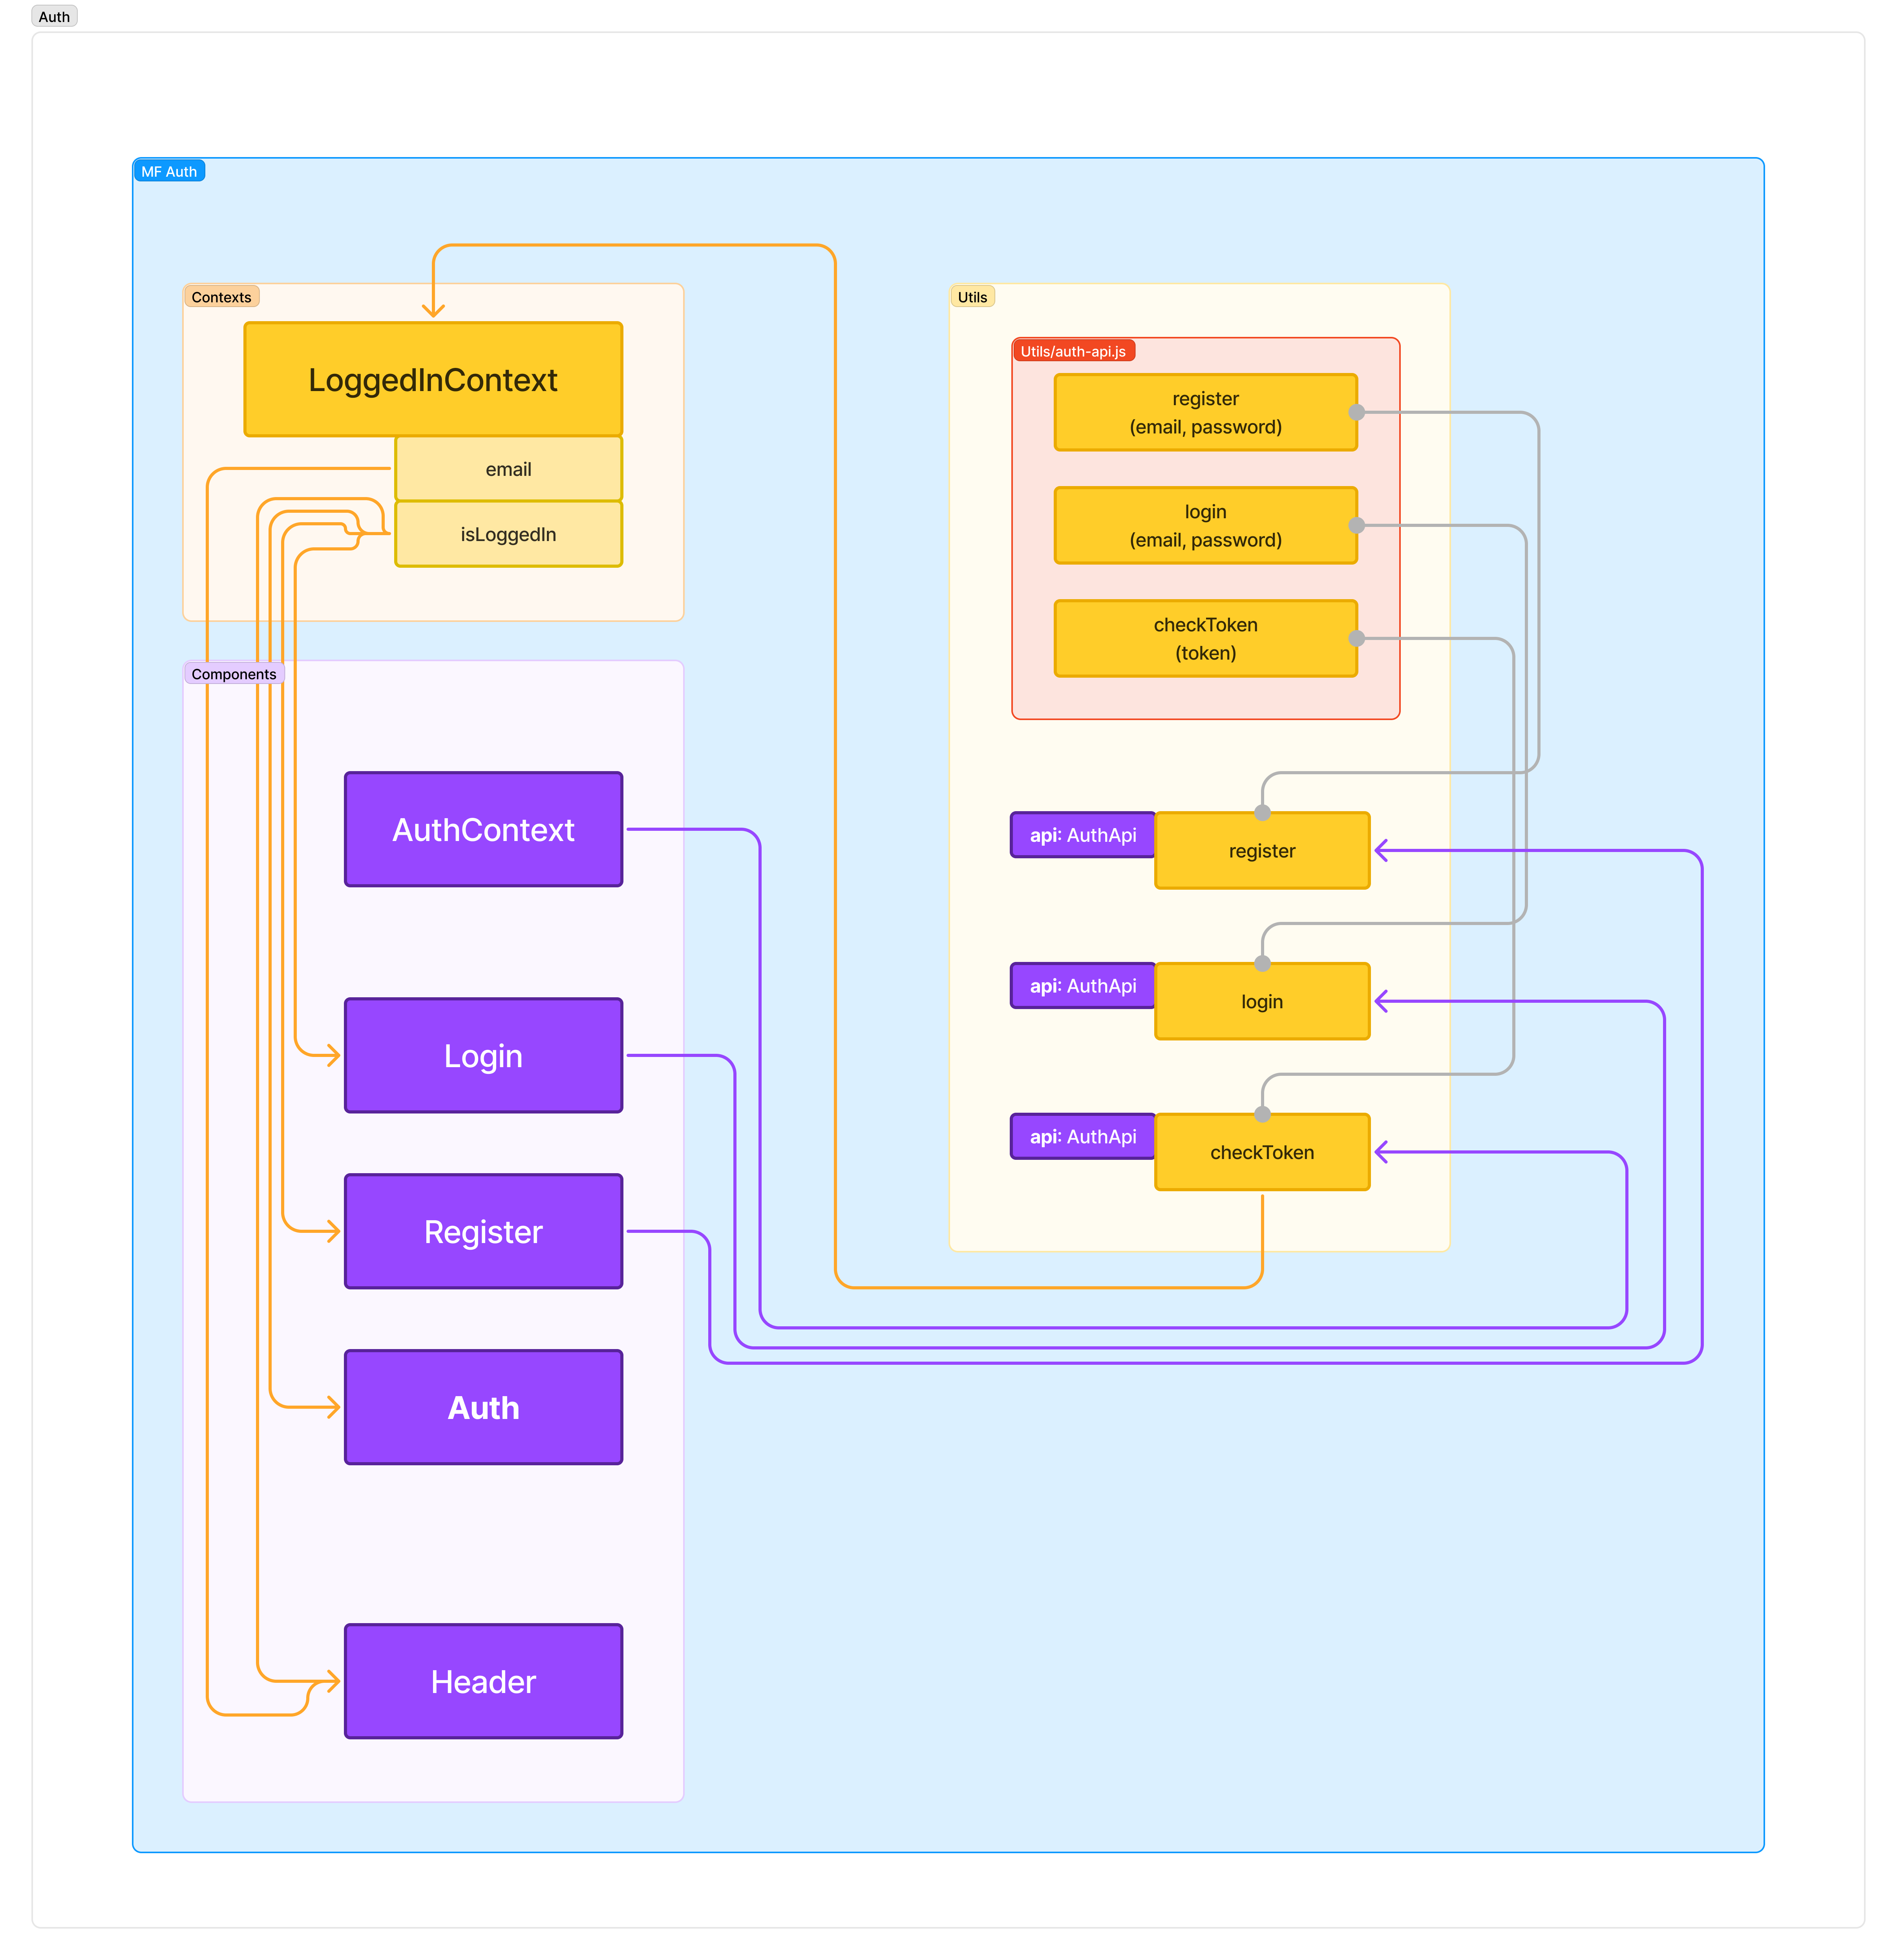 Auth
MF Auth
Contexts
LoggedInContext
email
isLoggedIn
Components
AuthContext
Login
Register
Auth
Header
Utils
Utils/auth-api.js
register
(email, password)
login
(email, password)
checkToken
(token)
api: AuthApi
register
api: AuthApi
login
api: AuthApi
checkToken